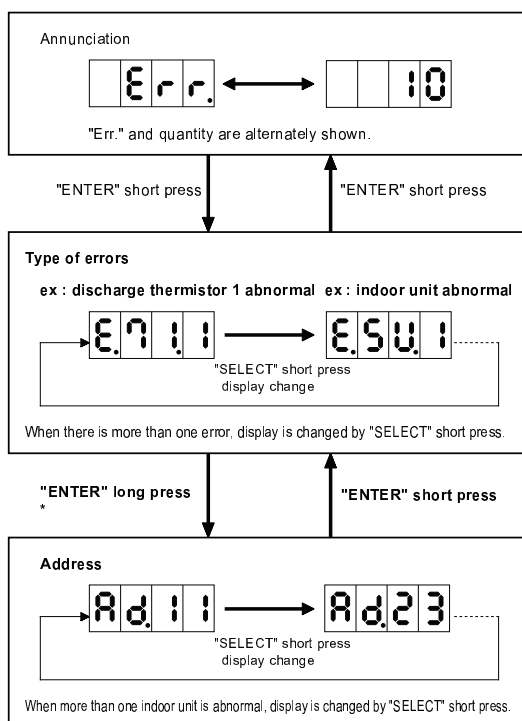 Annunciation
Err. 10
"Err." and quantity are alternately shown.
"ENTER" short press "ENTER" short press
Type of errors
ex : discharge thermistor 1 abnormal ex : indoor unit abnormal
E.71.1 E.5U.1
"SELECT" short press
display change
When there is more than one error, display is changed by "SELECT" short press.
"ENTER" long press "ENTER" short press
*
Address
Ad.11 Ad.23
"SELECT" short press
display change
When more than one indoor unit is abnormal, display is changed by "SELECT" short press.